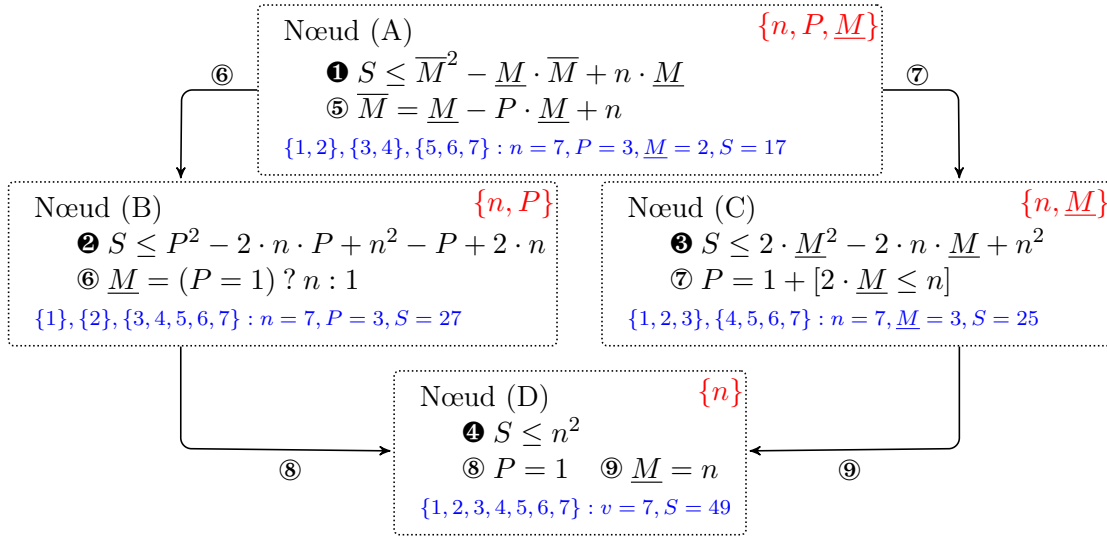 Nœud (A) {n, P, M̲}
❶ S ≤ M̅² − M̲ · M̅ + n · M̲
⑤ M̅ = M̲ − P · M̲ + n
{1, 2}, {3, 4}, {5, 6, 7} : n = 7, P = 3, M̲ = 2, S = 17
⑥
⑦
Nœud (B) {n, P}
❷ S ≤ P² − 2 · n · P + n² − P + 2 · n
⑥ M̲ = (P = 1) ? n : 1
{1}, {2}, {3, 4, 5, 6, 7} : n = 7, P = 3, S = 27
Nœud (C) {n, M̲}
❸ S ≤ 2 · M̲² − 2 · n · M̲ + n²
⑦ P = 1 + [2 · M̲ ≤ n]
{1, 2, 3}, {4, 5, 6, 7} : n = 7, M̲ = 3, S = 25
Nœud (D) {n}
❹ S ≤ n²
⑧ P = 1 ⑨ M̲ = n
{1, 2, 3, 4, 5, 6, 7} : v = 7, S = 49
⑧
⑨